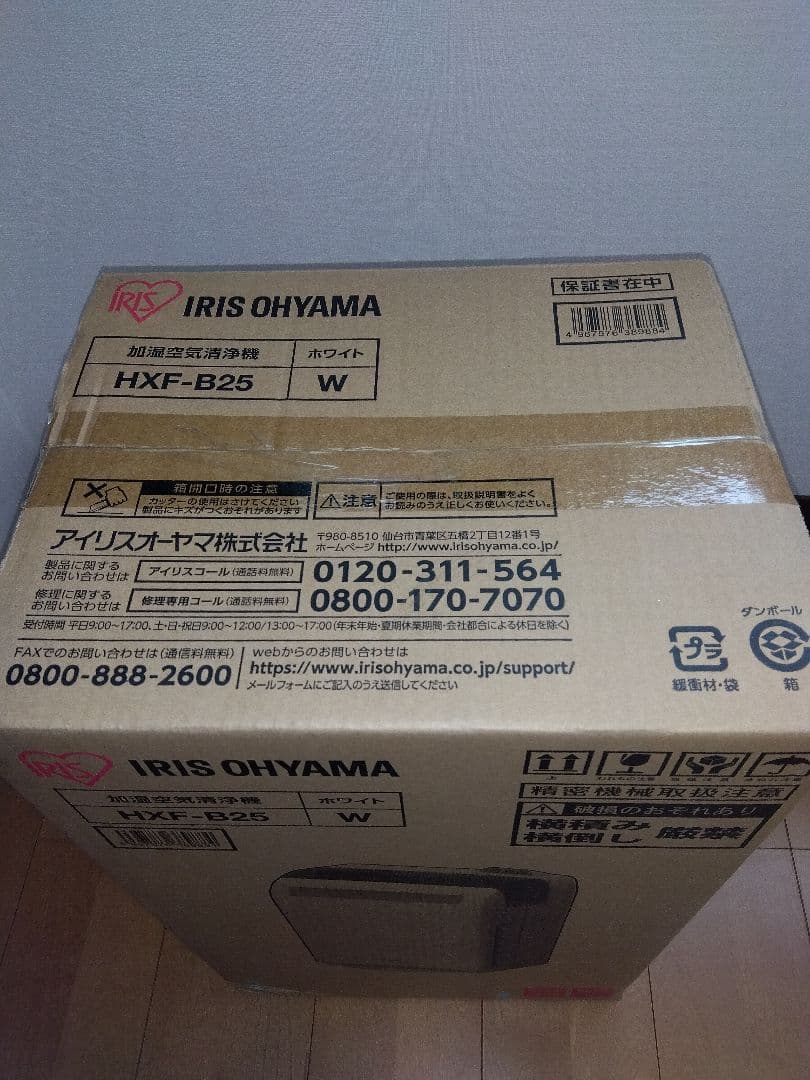 IRIS
IRIS OHYAMA
保証書在中
加湿空気清浄機 ホワイト
HXF-B25 W
4 967576 389884
箱開口時の注意
カッターの使用はさけてください
製品にキズがつくおそれがあります
注意
ご使用の際は、取扱説明書をよく
お読みのうえ正しくお使いください。
アイリスオーヤマ株式会社
〒980-8510 仙台市青葉区五橋2丁目12番1号
ホームページ http://www.irisohyama.co.jp/
製品に関する
お問い合わせは
アイリスコール(通話料無料)
0120-311-564
修理に関する
お問い合わせは
修理専用コール(通話料無料)
0800-170-7070
受付時間 平日9:00~17:00、土・日・祝日9:00~12:00/13:00~17:00(年末年始・夏期休業期間・会社都合による休日を除く)
FAXでのお問い合わせは(通信料無料)
0800-888-2600
webからのお問い合わせは
https://www.irisohyama.co.jp/support/
メールフォームにご記入のうえ送信してください
プラ
緩衝材・袋
ダンボール
箱
IRIS
IRIS OHYAMA
加湿空気清浄機 ホワイト
HXF-B25 W
上
精密機械取扱注意
破損のおそれあり
横積み
横倒し
厳禁